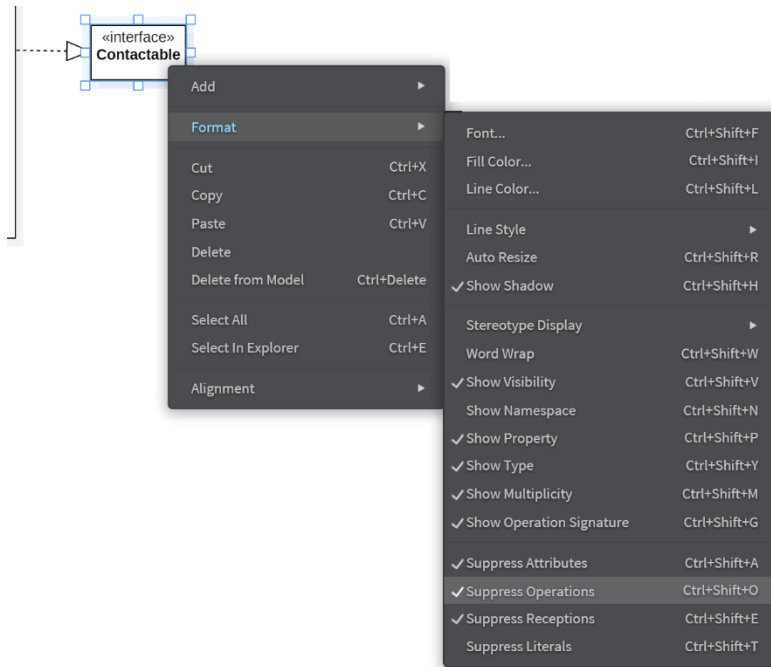 «interface»
Contactable
Add
Format
Cut Ctrl+X
Copy Ctrl+C
Paste Ctrl+V
Delete
Delete from Model Ctrl+Delete
Select All Ctrl+A
Select In Explorer Ctrl+E
Alignment
Font... Ctrl+Shift+F
Fill Color... Ctrl+Shift+I
Line Color... Ctrl+Shift+L
Line Style
Auto Resize Ctrl+Shift+R
Show Shadow Ctrl+Shift+H
Stereotype Display
Word Wrap Ctrl+Shift+W
Show Visibility Ctrl+Shift+V
Show Namespace Ctrl+Shift+N
Show Property Ctrl+Shift+P
Show Type Ctrl+Shift+Y
Show Multiplicity Ctrl+Shift+M
Show Operation Signature Ctrl+Shift+G
Suppress Attributes Ctrl+Shift+A
Suppress Operations Ctrl+Shift+O
Suppress Receptions Ctrl+Shift+E
Suppress Literals Ctrl+Shift+T